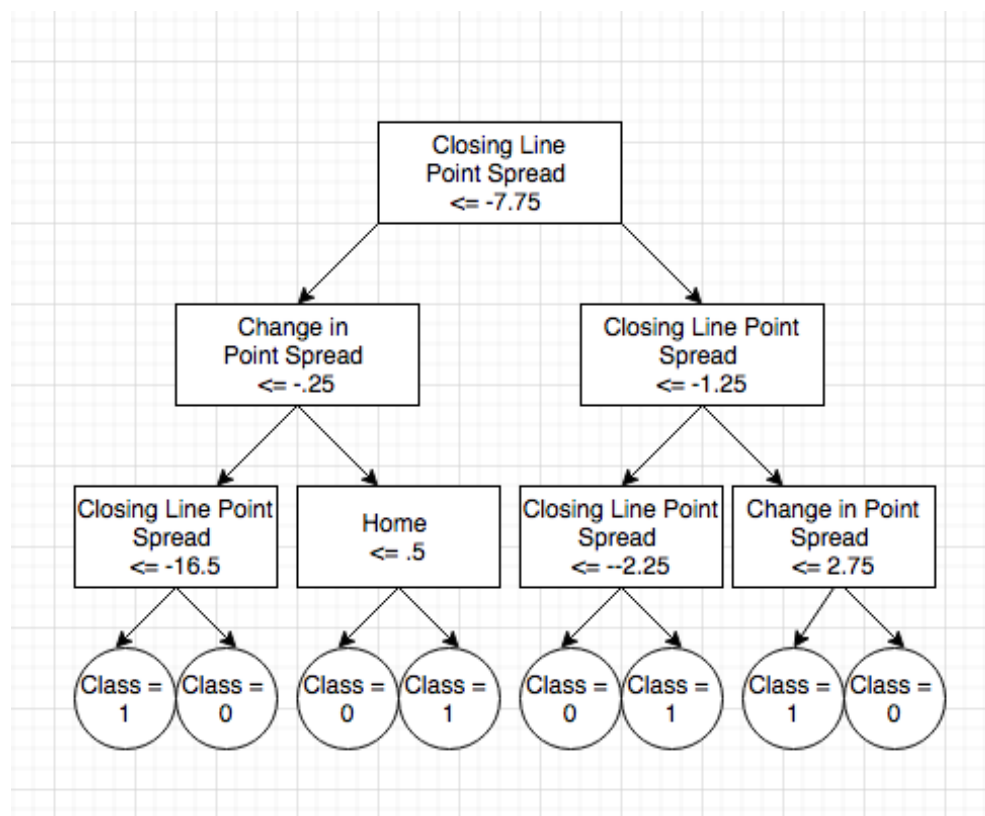 Closing Line
Point Spread
<= -7.75
Change in
Point Spread
<= -.25
Closing Line Point
Spread
<= -1.25
Closing Line Point
Spread
<= -16.5
Home
<= .5
Closing Line Point
Spread
<= --2.25
Change in Point
Spread
<= 2.75
Class =
1
Class =
0
Class =
0
Class =
1
Class =
0
Class =
1
Class =
1
Class =
0